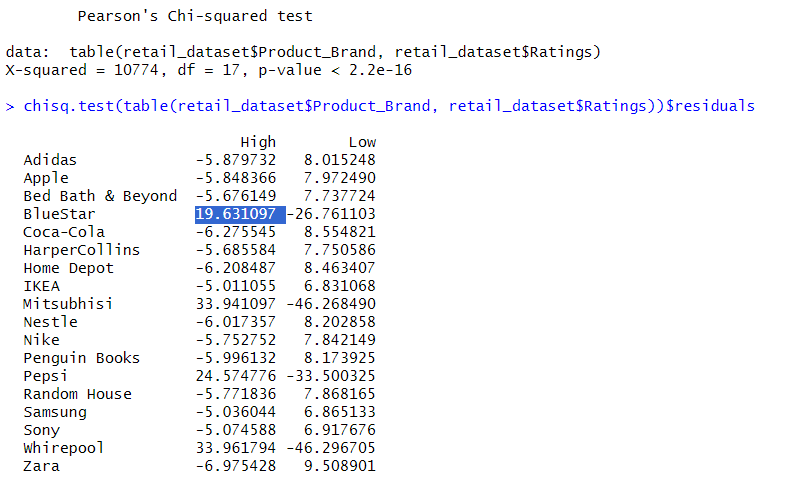 Pearson's Chi-squared test
data:  table(retail_dataset$Product_Brand, retail_dataset$Ratings)
X-squared = 10774, df = 17, p-value < 2.2e-16
> chisq.test(table(retail_dataset$Product_Brand, retail_dataset$Ratings))$residuals
High Low
Adidas -5.879732 8.015248
Apple -5.848366 7.972490
Bed Bath & Beyond -5.676149 7.737724
BlueStar 19.631097 -26.761103
Coca-Cola -6.275545 8.554821
HarperCollins -5.685584 7.750586
Home Depot -6.208487 8.463407
IKEA -5.011055 6.831068
Mitsubhisi 33.941097 -46.268490
Nestle -6.017357 8.202858
Nike -5.752752 7.842149
Penguin Books -5.996132 8.173925
Pepsi 24.574776 -33.500325
Random House -5.771836 7.868165
Samsung -5.036044 6.865133
Sony -5.074588 6.917676
Whirepool 33.961794 -46.296705
Zara -6.975428 9.508901